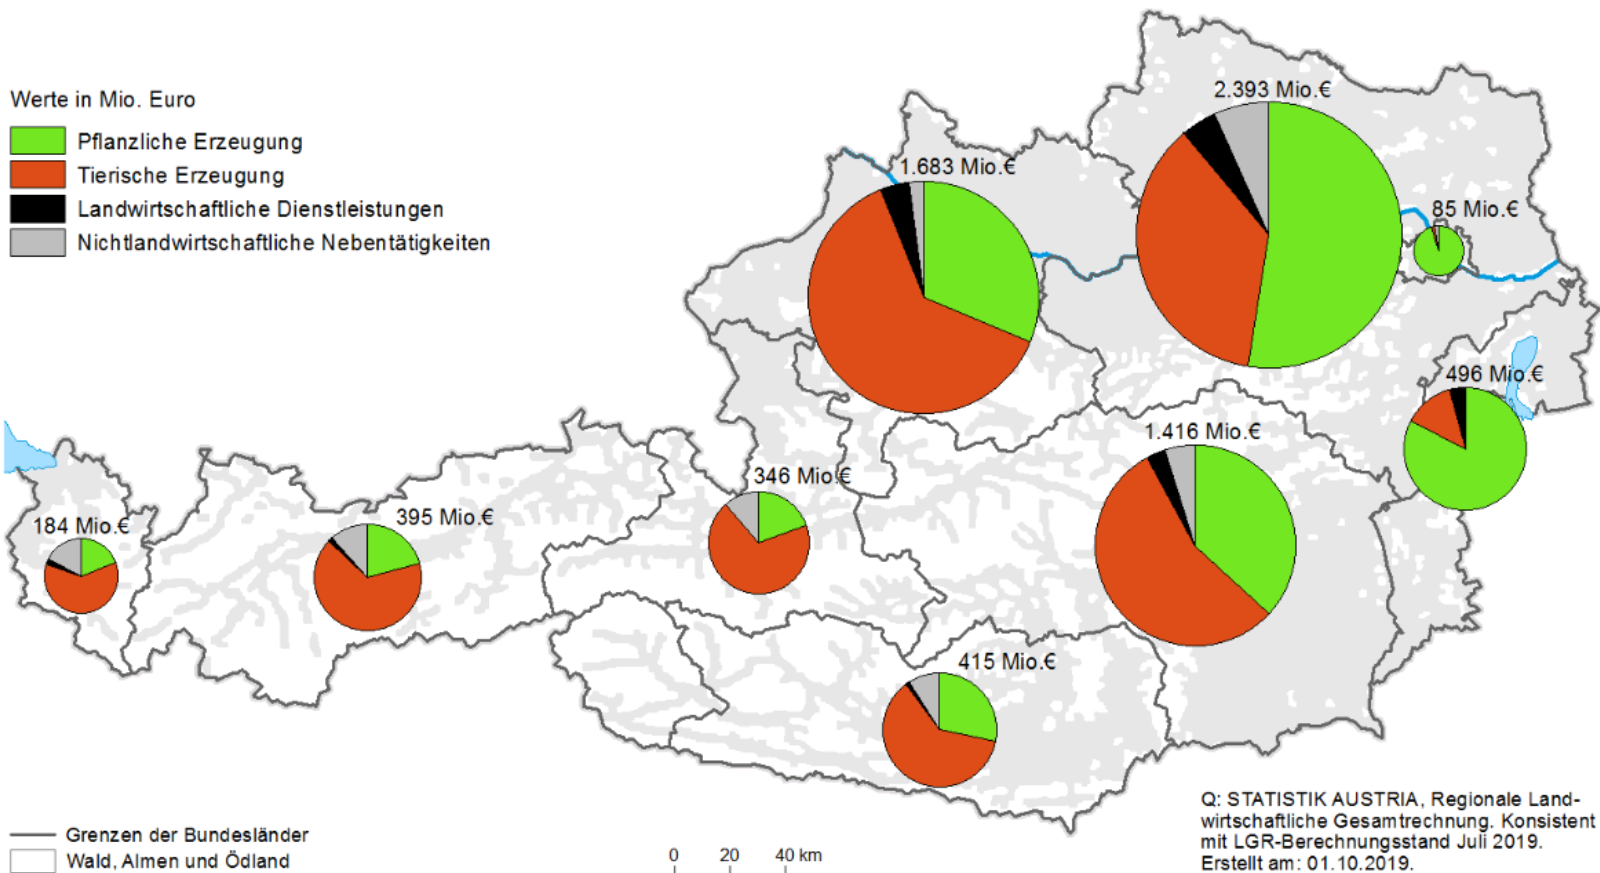 Werte in Mio. Euro
Pflanzliche Erzeugung
Tierische Erzeugung
Landwirtschaftliche Dienstleistungen
Nichtlandwirtschaftliche Nebentätigkeiten
2.393 Mio.€
1.683 Mio.€
85 Mio.€
496 Mio.€
1.416 Mio.€
346 Mio.€
395 Mio.€
184 Mio.€
415 Mio.€
Grenzen der Bundesländer
Wald, Almen und Ödland
0 20 40 km
Q: STATISTIK AUSTRIA, Regionale Land-
wirtschaftliche Gesamtrechnung. Konsistent
mit LGR-Berechnungsstand Juli 2019.
Erstellt am: 01.10.2019.